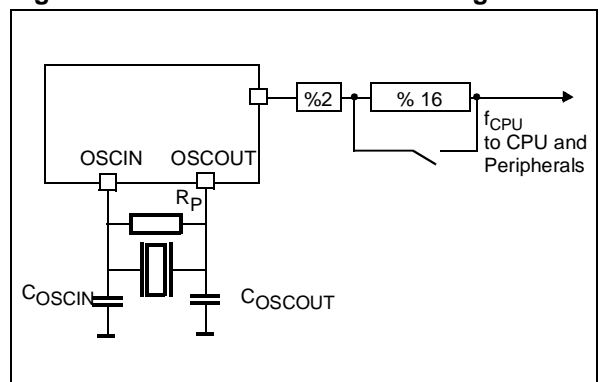 %2
% 16
fCPU
to CPU and
Peripherals
OSCIN
OSCOUT
RP
COSCIN
COSCOUT